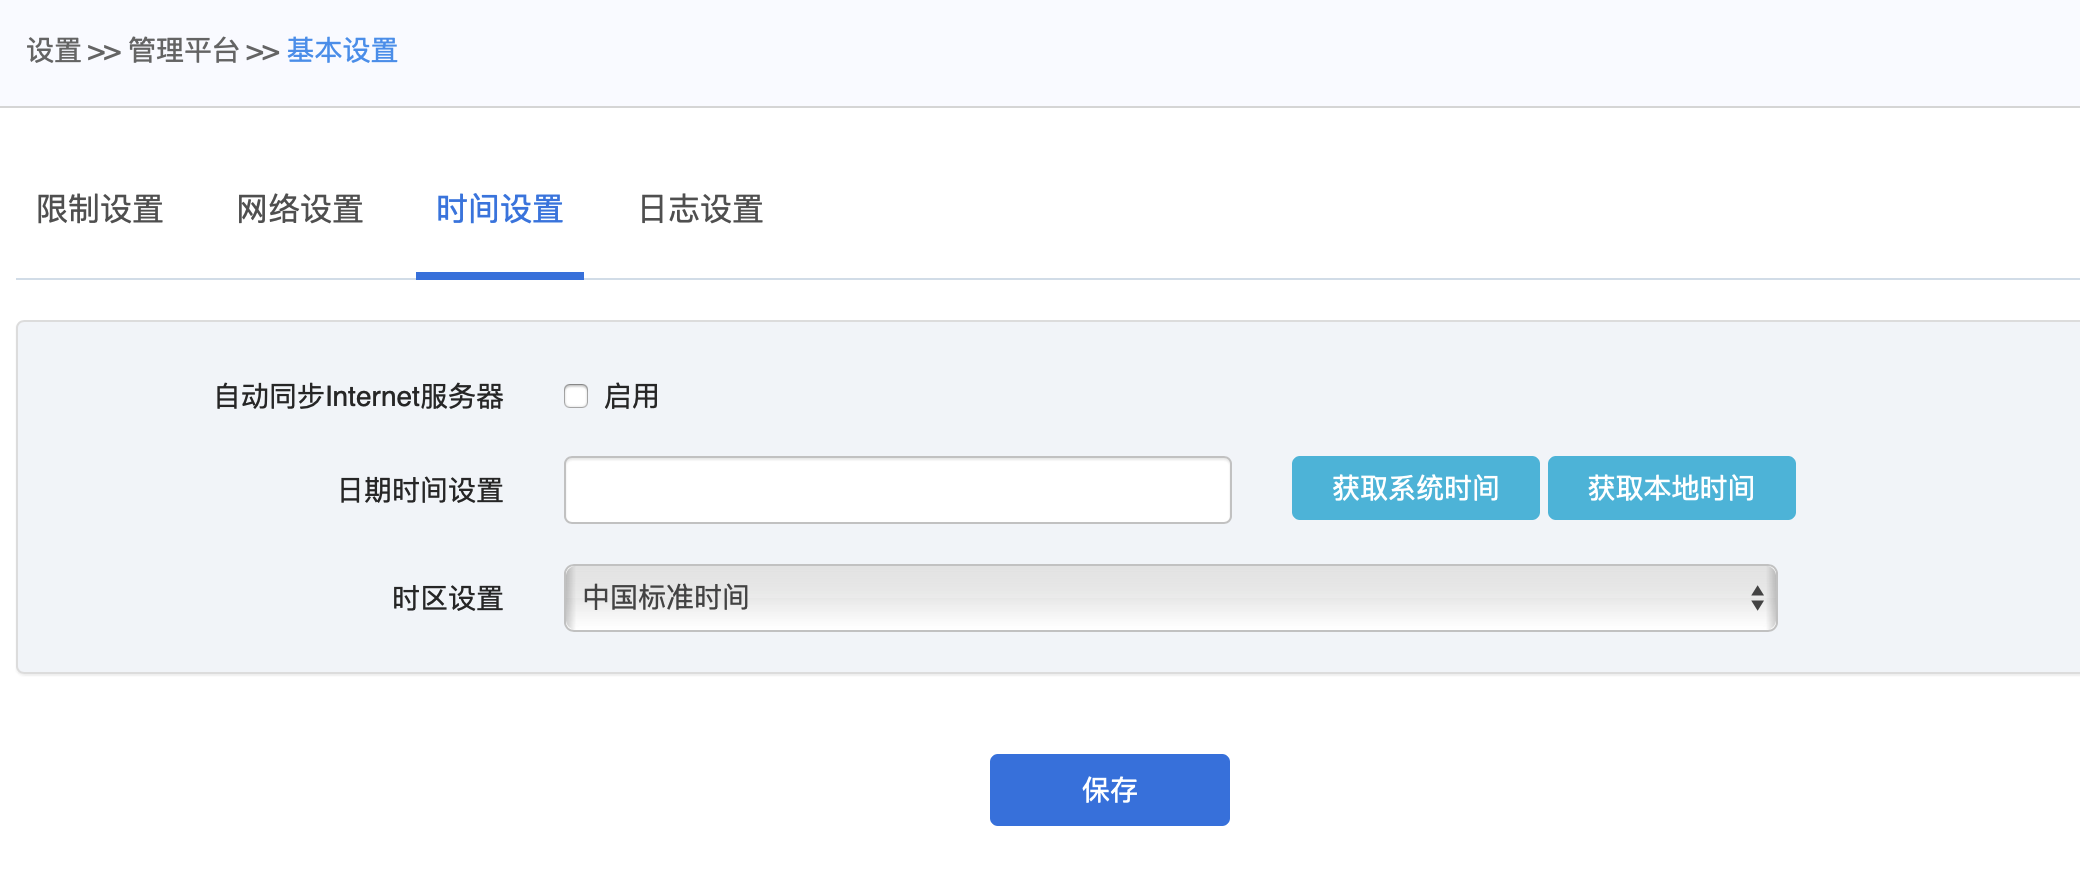 设置 >> 管理平台 >> 基本设置
限制设置 网络设置 时间设置 日志设置
自动同步Internet服务器 启用
日期时间设置 获取系统时间 获取本地时间
时区设置 中国标准时间
保存